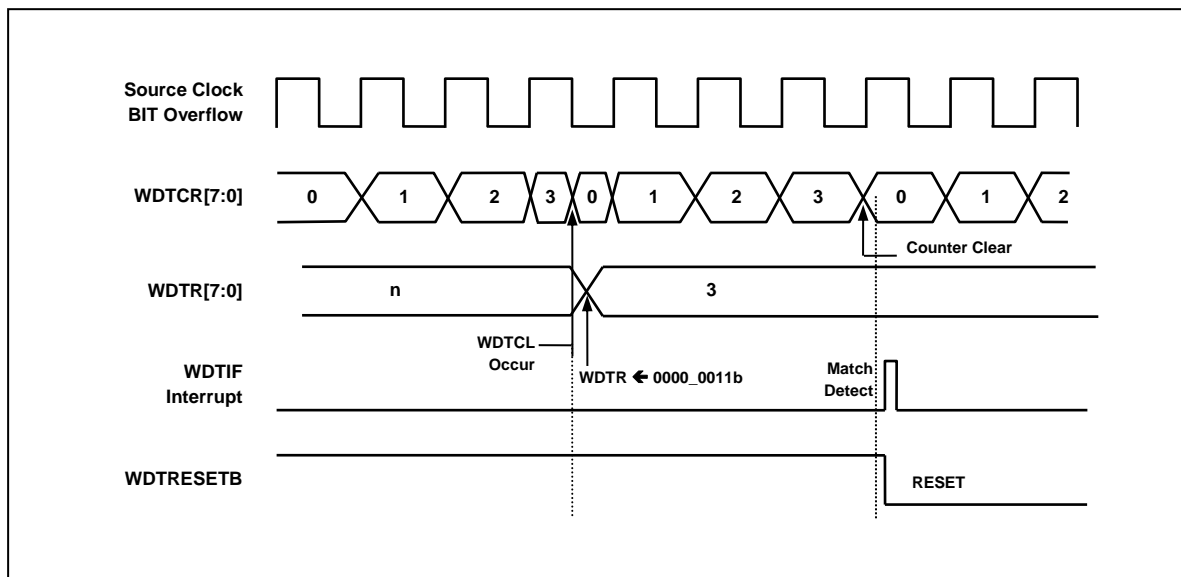 Source Clock
BIT Overflow
WDTCR[7:0]
0 1 2 3 0 1 2 3 0 1 2
Counter Clear
WDTR[7:0]
n 3
WDTCL
Occur
WDTR 🡸 0000_0011b
WDTIF
Interrupt
Match
Detect
WDTRESETB
RESET